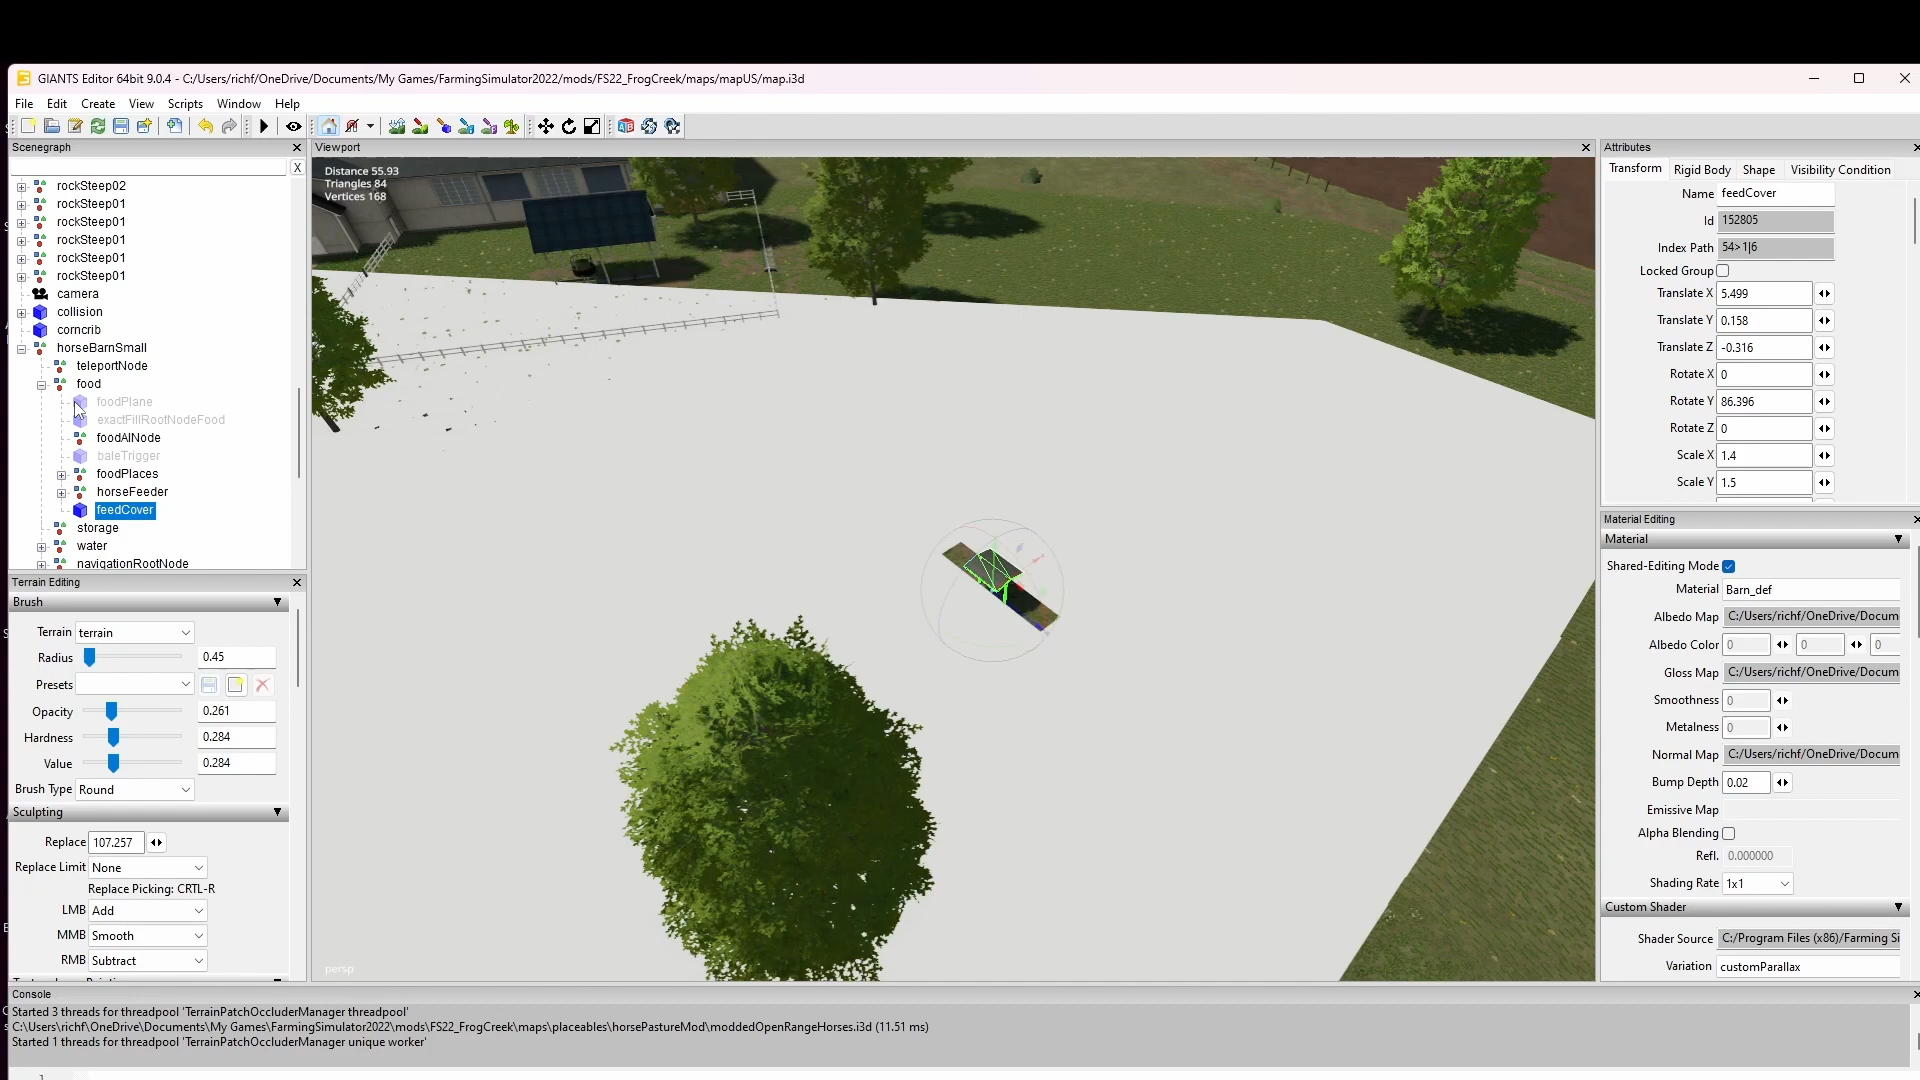 GIANTS Editor 64bit 9.0.4 - C:/Users/richf/OneDrive/Documents/My Games/FarmingSimulator2022/mods/FS22_FrogCreek/maps/mapUS/map.i3d
File Edit Create View Scripts Window Help
Scenegraph
X
rockSteep02
rockSteep01
rockSteep01
rockSteep01
rockSteep01
rockSteep01
camera
collision
corncrib
horseBarnSmall
teleportNode
food
foodPlane
exactFillRootNodeFood
foodAINode
baleTrigger
foodPlaces
horseFeeder
feedCover
storage
water
navigationRootNode
Terrain Editing
Brush
Terrain terrain
Radius 0.45
Presets
Opacity 0.261
Hardness 0.284
Value 0.284
Brush Type Round
Sculpting
Replace 107.257
Replace Limit None
Replace Picking: CRTL-R
LMB Add
MMB Smooth
RMB Subtract
Viewport
Distance 55.93
Triangles 84
Vertices 168
persp
Attributes
Transform Rigid Body Shape Visibility Condition
Name feedCover
Id 152805
Index Path 54>1|6
Locked Group
Translate X 5.499
Translate Y 0.158
Translate Z -0.316
Rotate X 0
Rotate Y 86.396
Rotate Z 0
Scale X 1.4
Scale Y 1.5
Material Editing
Material
Shared-Editing Mode
Material Barn_def
Albedo Map C:/Users/richf/OneDrive/Docum
Albedo Color 0 0 0
Gloss Map C:/Users/richf/OneDrive/Docum
Smoothness 0
Metalness 0
Normal Map C:/Users/richf/OneDrive/Docum
Bump Depth 0.02
Emissive Map
Alpha Blending
Refl. 0.000000
Shading Rate 1x1
Custom Shader
Shader Source C:/Program Files (x86)/Farming Si
Variation customParallax
Console
Started 3 threads for threadpool 'TerrainPatchOccluderManager threadpool'
C:\Users\richf\OneDrive\Documents\My Games\FarmingSimulator2022\mods\FS22_FrogCreek\maps\placeables\horsePastureMod\moddedOpenRangeHorses.i3d (11.51 ms)
Started 1 threads for threadpool 'TerrainPatchOccluderManager unique worker'
1